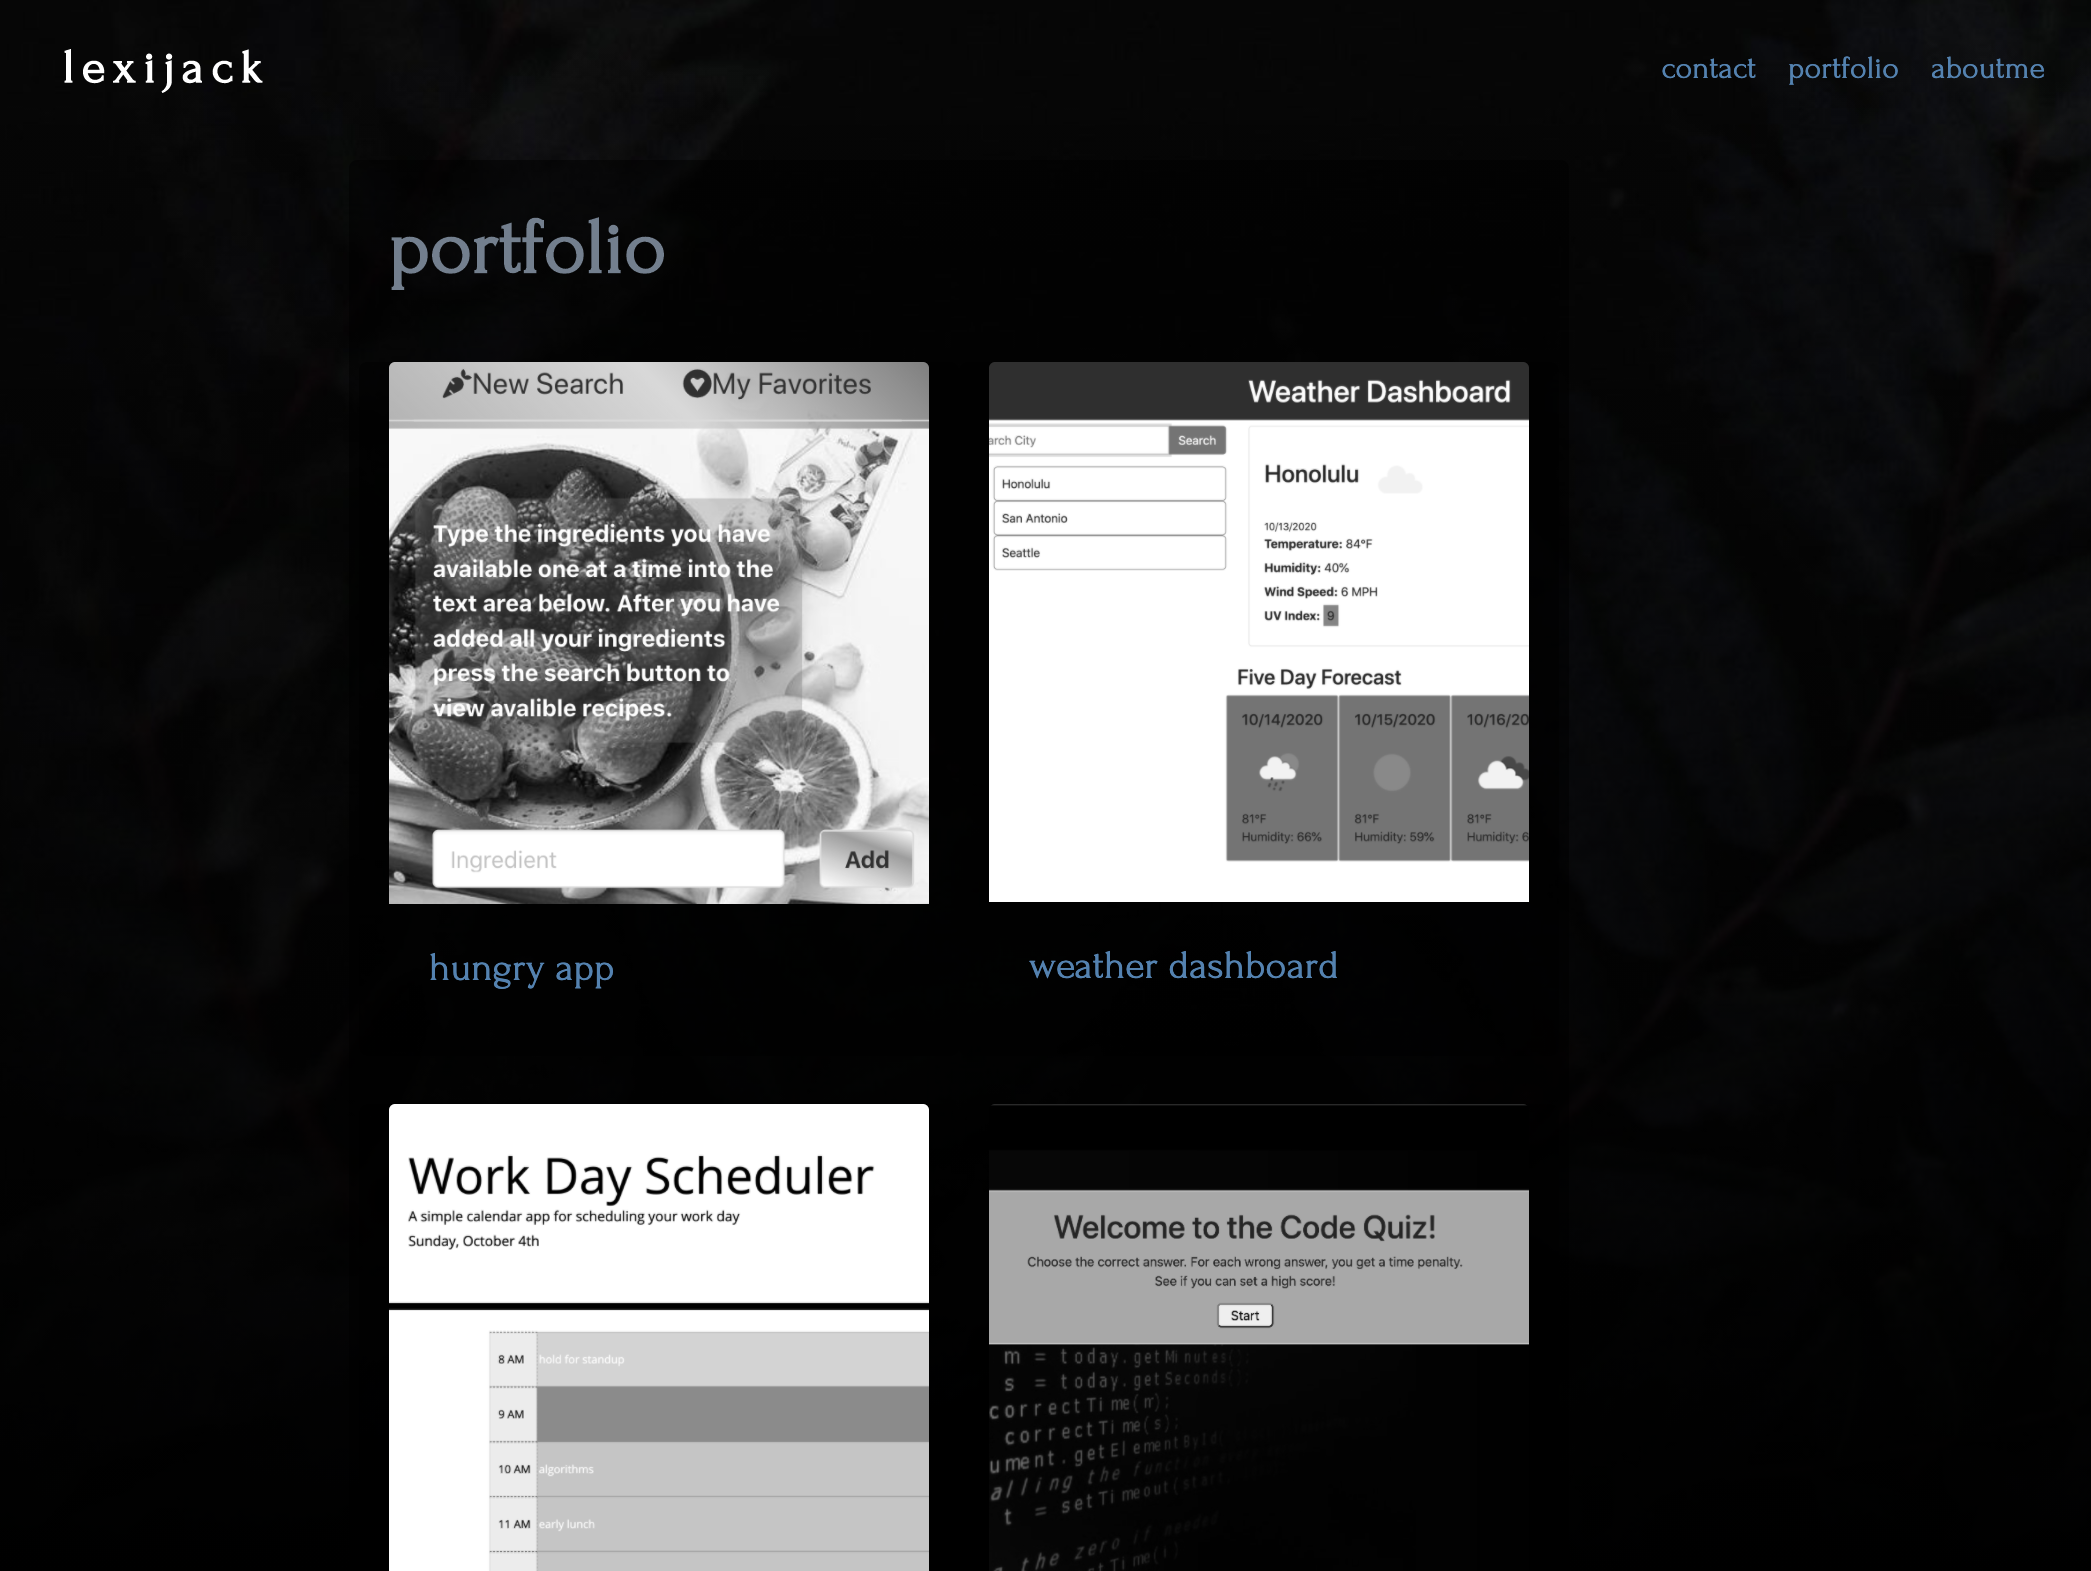 lexijack
contact portfolio aboutme
portfolio
New Search My Favorites
Type the ingredients you have
available one at a time into the
text area below. After you have
added all your ingredients
press the search button to
view avalible recipes.
Ingredient
Add
hungry app
Weather Dashboard
arch City
Search
Honolulu
San Antonio
Seattle
Honolulu
10/13/2020
Temperature: 84°F
Humidity: 40%
Wind Speed: 6 MPH
UV Index: 9
Five Day Forecast
10/14/2020 10/15/2020 10/16/20
81°F 81°F 81°F
Humidity: 66% Humidity: 59% Humidity: 6
weather dashboard
Work Day Scheduler
A simple calendar app for scheduling your work day
Sunday, October 4th
8 AM hold for standup
9 AM
10 AM algorithms
11 AM early lunch
Welcome to the Code Quiz!
Choose the correct answer. For each wrong answer, you get a time penalty.
See if you can set a high score!
Start
m = today.getMinutes();
s = today.getSeconds();
correctTime(m);
correctTime(s);
ument.getElementById(
alling the function
t = setTimeout(start
the zero if needed
tTime(i)